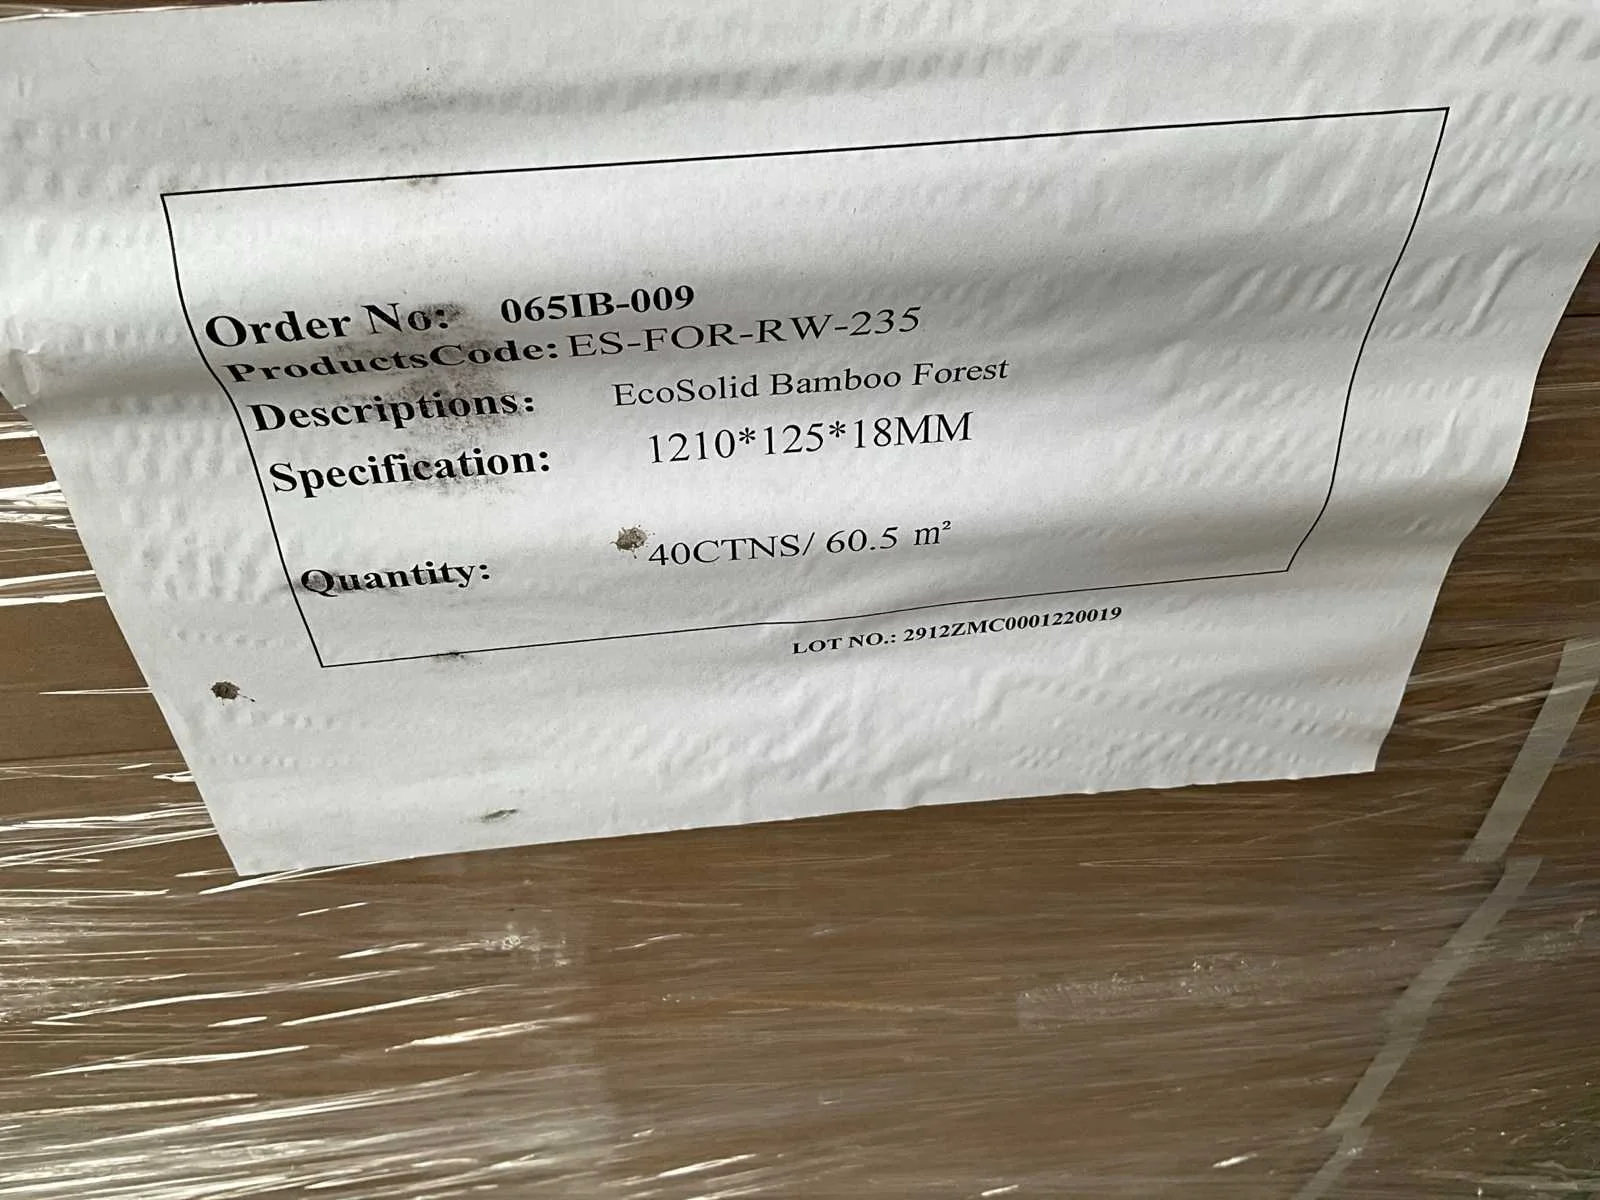 Order No: 065IB-009
ProductsCode: ES-FOR-RW-235
Descriptions: EcoSolid Bamboo Forest
Specification: 1210*125*18MM
Quantity: 40CTNS/ 60.5 m²
LOT NO.: 2912ZMC0001220019